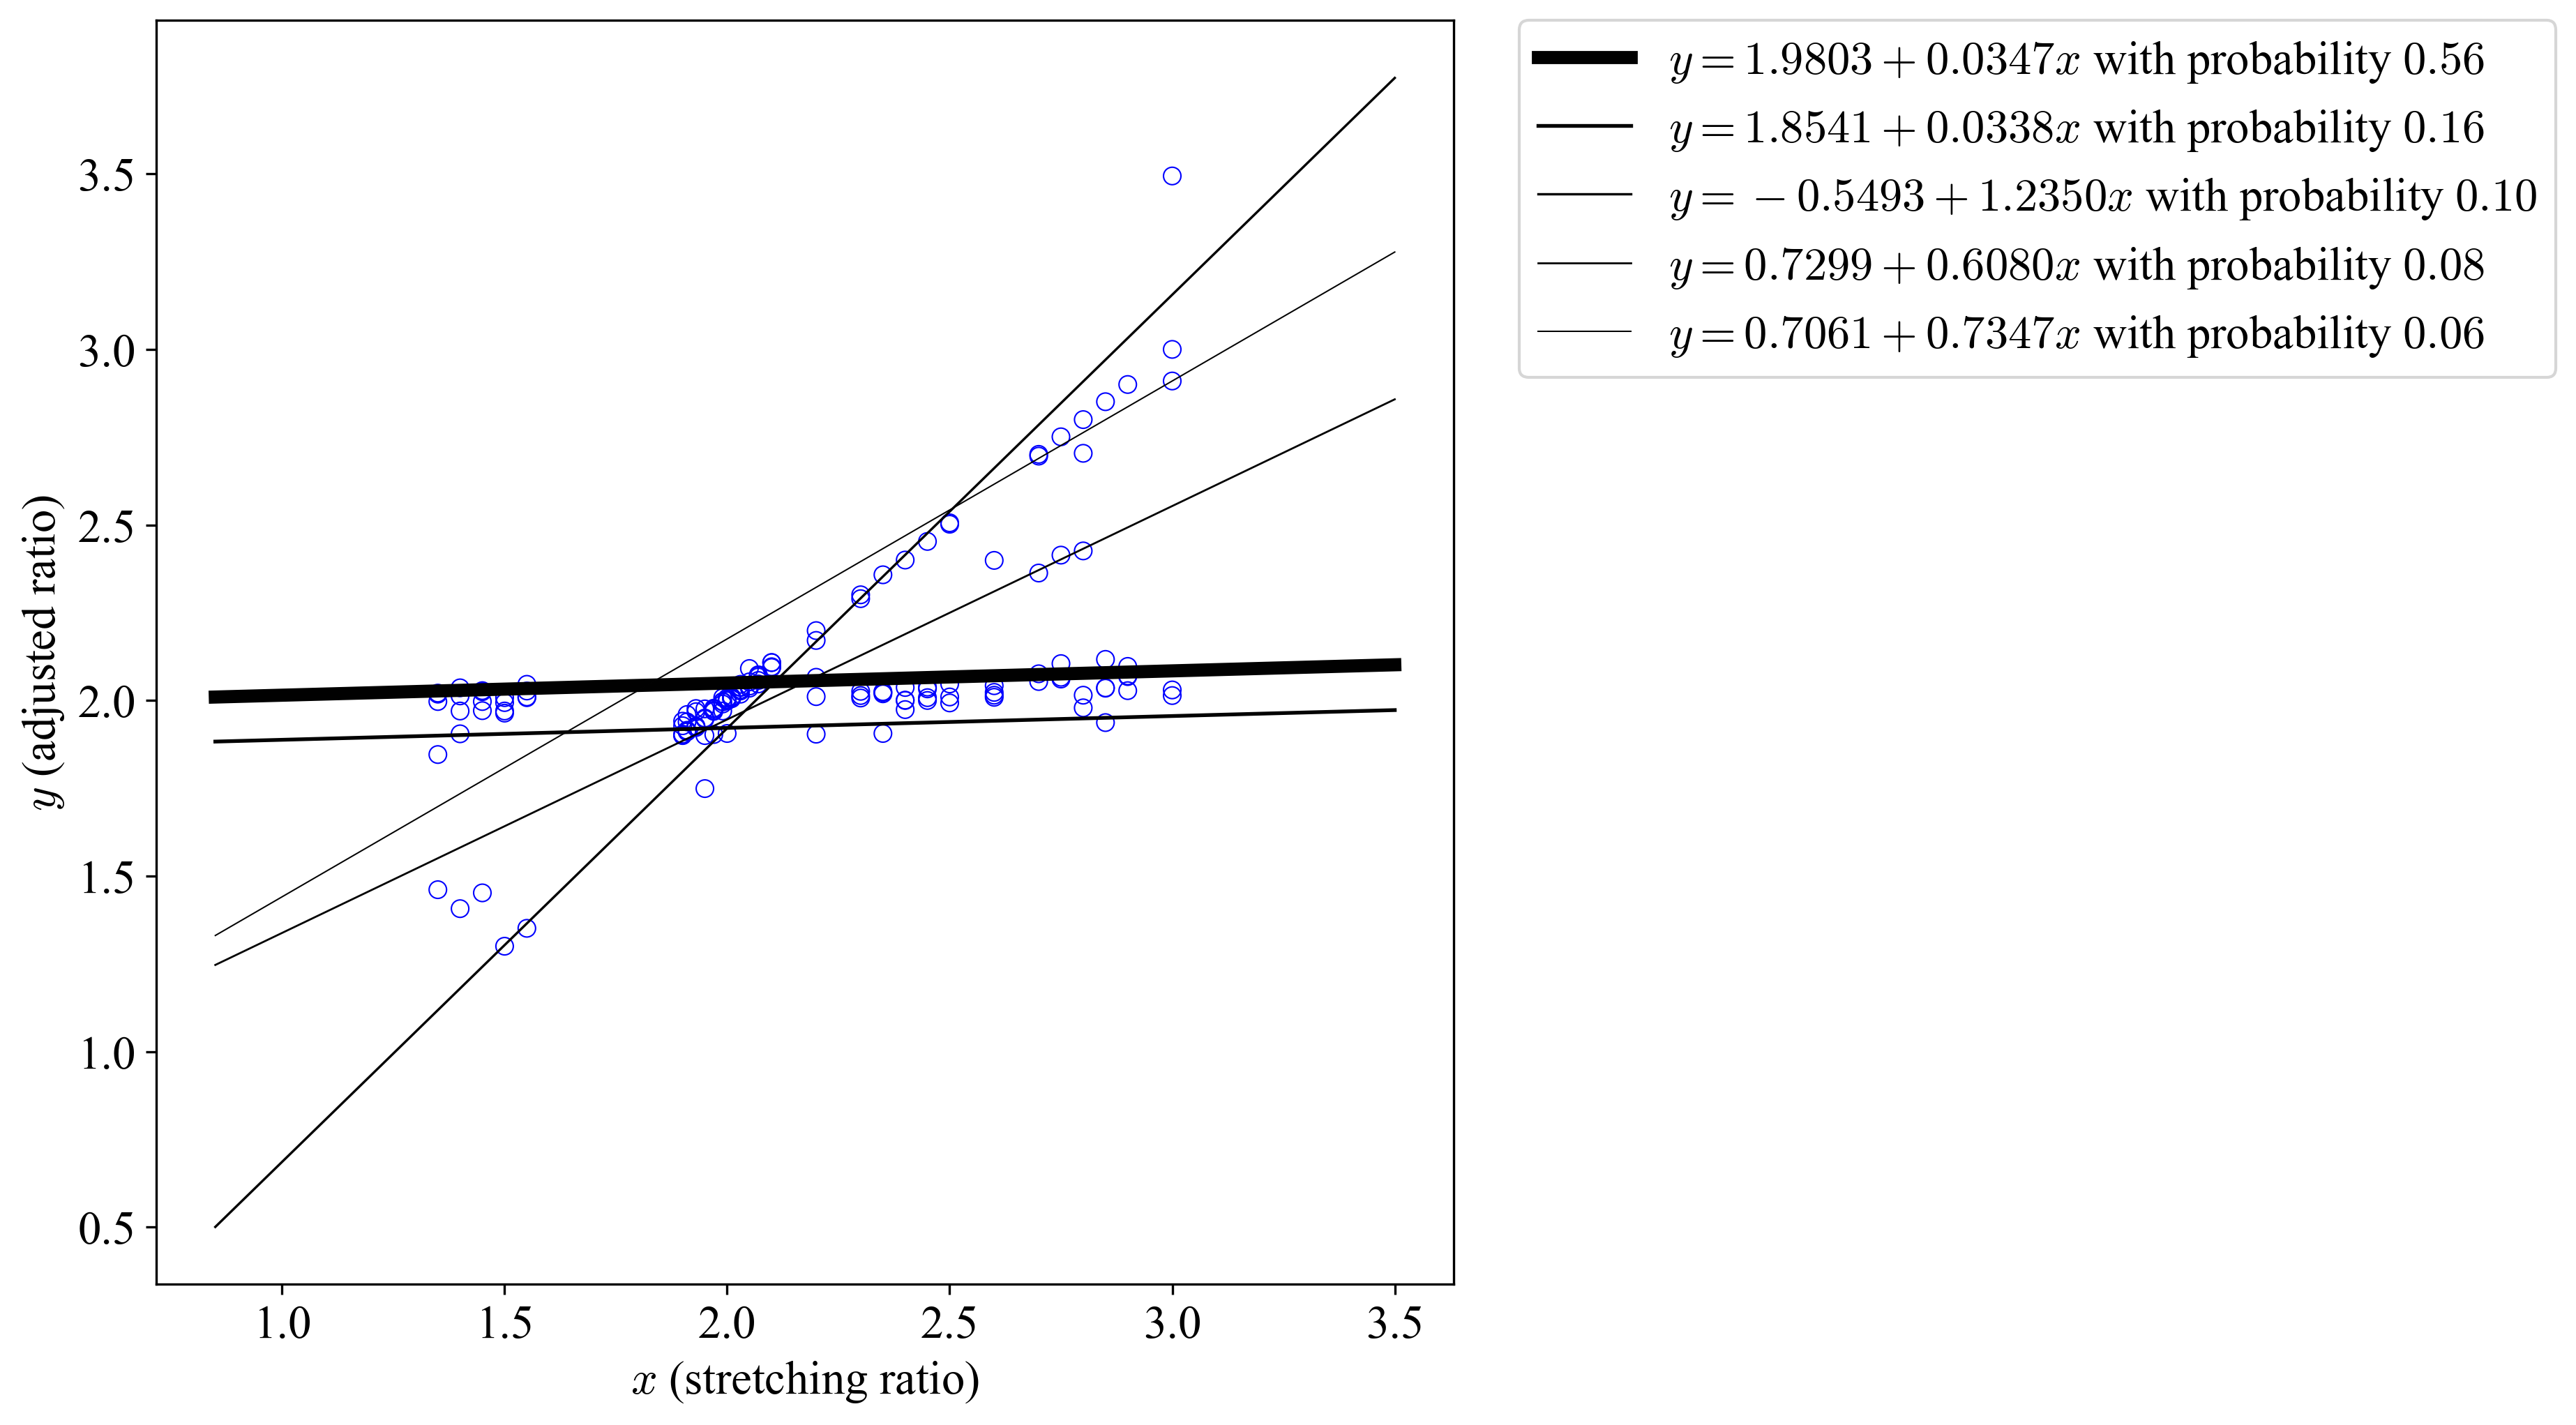 y = 1.9803 + 0.0347x with probability 0.56
y = 1.8541 + 0.0338x with probability 0.16
y = − 0.5493 + 1.2350x with probability 0.10
y = 0.7299 + 0.6080x with probability 0.08
y = 0.7061 + 0.7347x with probability 0.06
3.5
3.0
2.5
2.0
1.5
1.0
0.5
y (adjusted ratio)
1.0 1.5 2.0 2.5 3.0 3.5
x (stretching ratio)